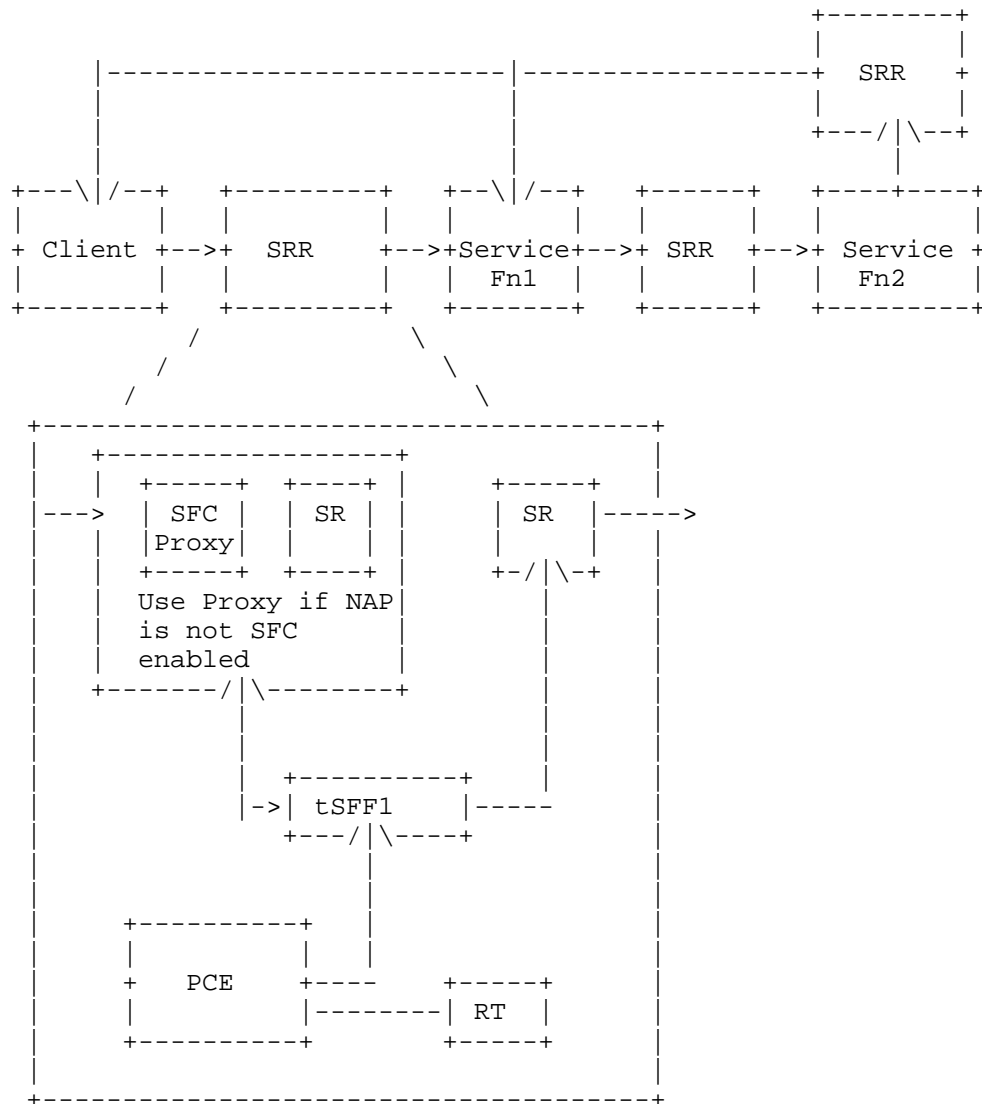 SRR
Client SRR Service SRR Service
Fn1 Fn2
SFC SR SR
Proxy
Use Proxy if NAP
is not SFC
enabled
tSFF1
PCE
RT